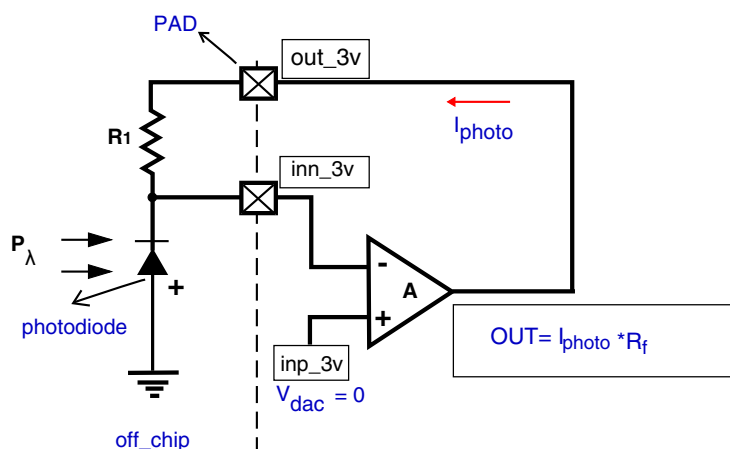 PAD
out_3v
R1
I_photo
inn_3v
P_λ
-
A
+
+
photodiode
inp_3v
V_dac = 0
OUT= I_photo *R_f
off_chip